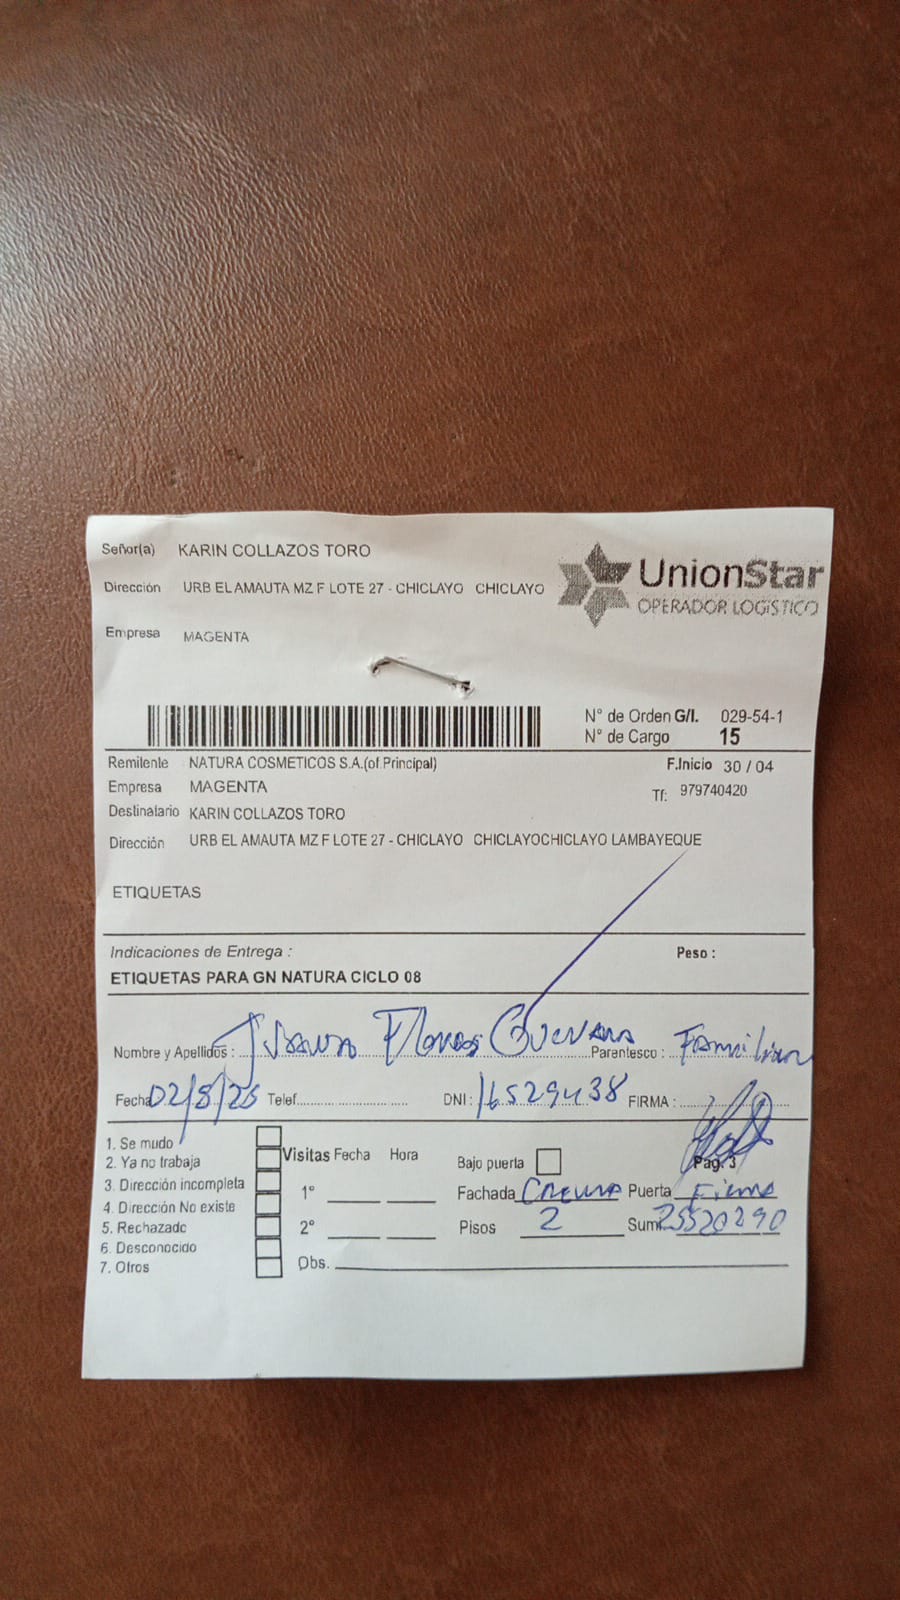 Señor(a) KARIN COLLAZOS TORO
Dirección URB EL AMAUTA MZ F LOTE 27 - CHICLAYO CHICLAYO
Empresa MAGENTA
UnionStar
OPERADOR LOGÍSTICO
N° de Orden G/I. 029-54-1
N° de Cargo 15
Remitente NATURA COSMETICOS S.A.(of.Principal)
F.Inicio 30 / 04
Empresa MAGENTA
Tf: 979740420
Destinatario KARIN COLLAZOS TORO
Dirección URB EL AMAUTA MZ F LOTE 27 - CHICLAYO CHICLAYOCHICLAYO LAMBAYEQUE
ETIQUETAS
Indicaciones de Entrega : Peso :
ETIQUETAS PARA GN NATURA CICLO 08
Nombre y Apellidos : Flores Guevara Parentesco : Familiar
Fecha Telef. DNI : 16529438 FIRMA :
1. Se mudo
2. Ya no trabaja
3. Dirección incompleta
4. Dirección No existe
5. Rechazado
6. Desconocido
7. Otros
Visitas Fecha Hora
1°
2°
Obs.
Bajo puerta Pag. 3
Fachada Crema Puerta Fierro
Pisos 2 Sum. 25520290